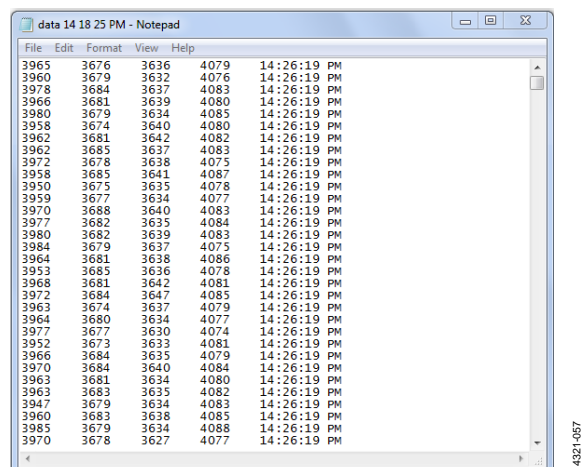 data 14 18 25 PM - Notepad
File Edit Format View Help
3965 3676 3636 4079 14:26:19 PM
3960 3679 3632 4076 14:26:19 PM
3978 3684 3637 4083 14:26:19 PM
3966 3681 3639 4080 14:26:19 PM
3980 3679 3634 4085 14:26:19 PM
3958 3674 3640 4080 14:26:19 PM
3962 3681 3642 4082 14:26:19 PM
3962 3685 3637 4083 14:26:19 PM
3972 3678 3638 4075 14:26:19 PM
3958 3685 3641 4087 14:26:19 PM
3950 3675 3635 4078 14:26:19 PM
3959 3677 3634 4077 14:26:19 PM
3970 3688 3640 4083 14:26:19 PM
3977 3682 3635 4084 14:26:19 PM
3980 3682 3639 4083 14:26:19 PM
3984 3679 3637 4075 14:26:19 PM
3964 3681 3638 4086 14:26:19 PM
3953 3685 3636 4078 14:26:19 PM
3968 3681 3642 4081 14:26:19 PM
3972 3684 3647 4085 14:26:19 PM
3963 3674 3637 4079 14:26:19 PM
3964 3680 3634 4077 14:26:19 PM
3977 3677 3630 4074 14:26:19 PM
3952 3673 3633 4081 14:26:19 PM
3966 3684 3635 4079 14:26:19 PM
3970 3684 3640 4084 14:26:19 PM
3963 3681 3634 4080 14:26:19 PM
3963 3683 3635 4082 14:26:19 PM
3947 3679 3634 4083 14:26:19 PM
3960 3683 3638 4085 14:26:19 PM
3985 3679 3634 4088 14:26:19 PM
3970 3678 3627 4077 14:26:19 PM
4321-057